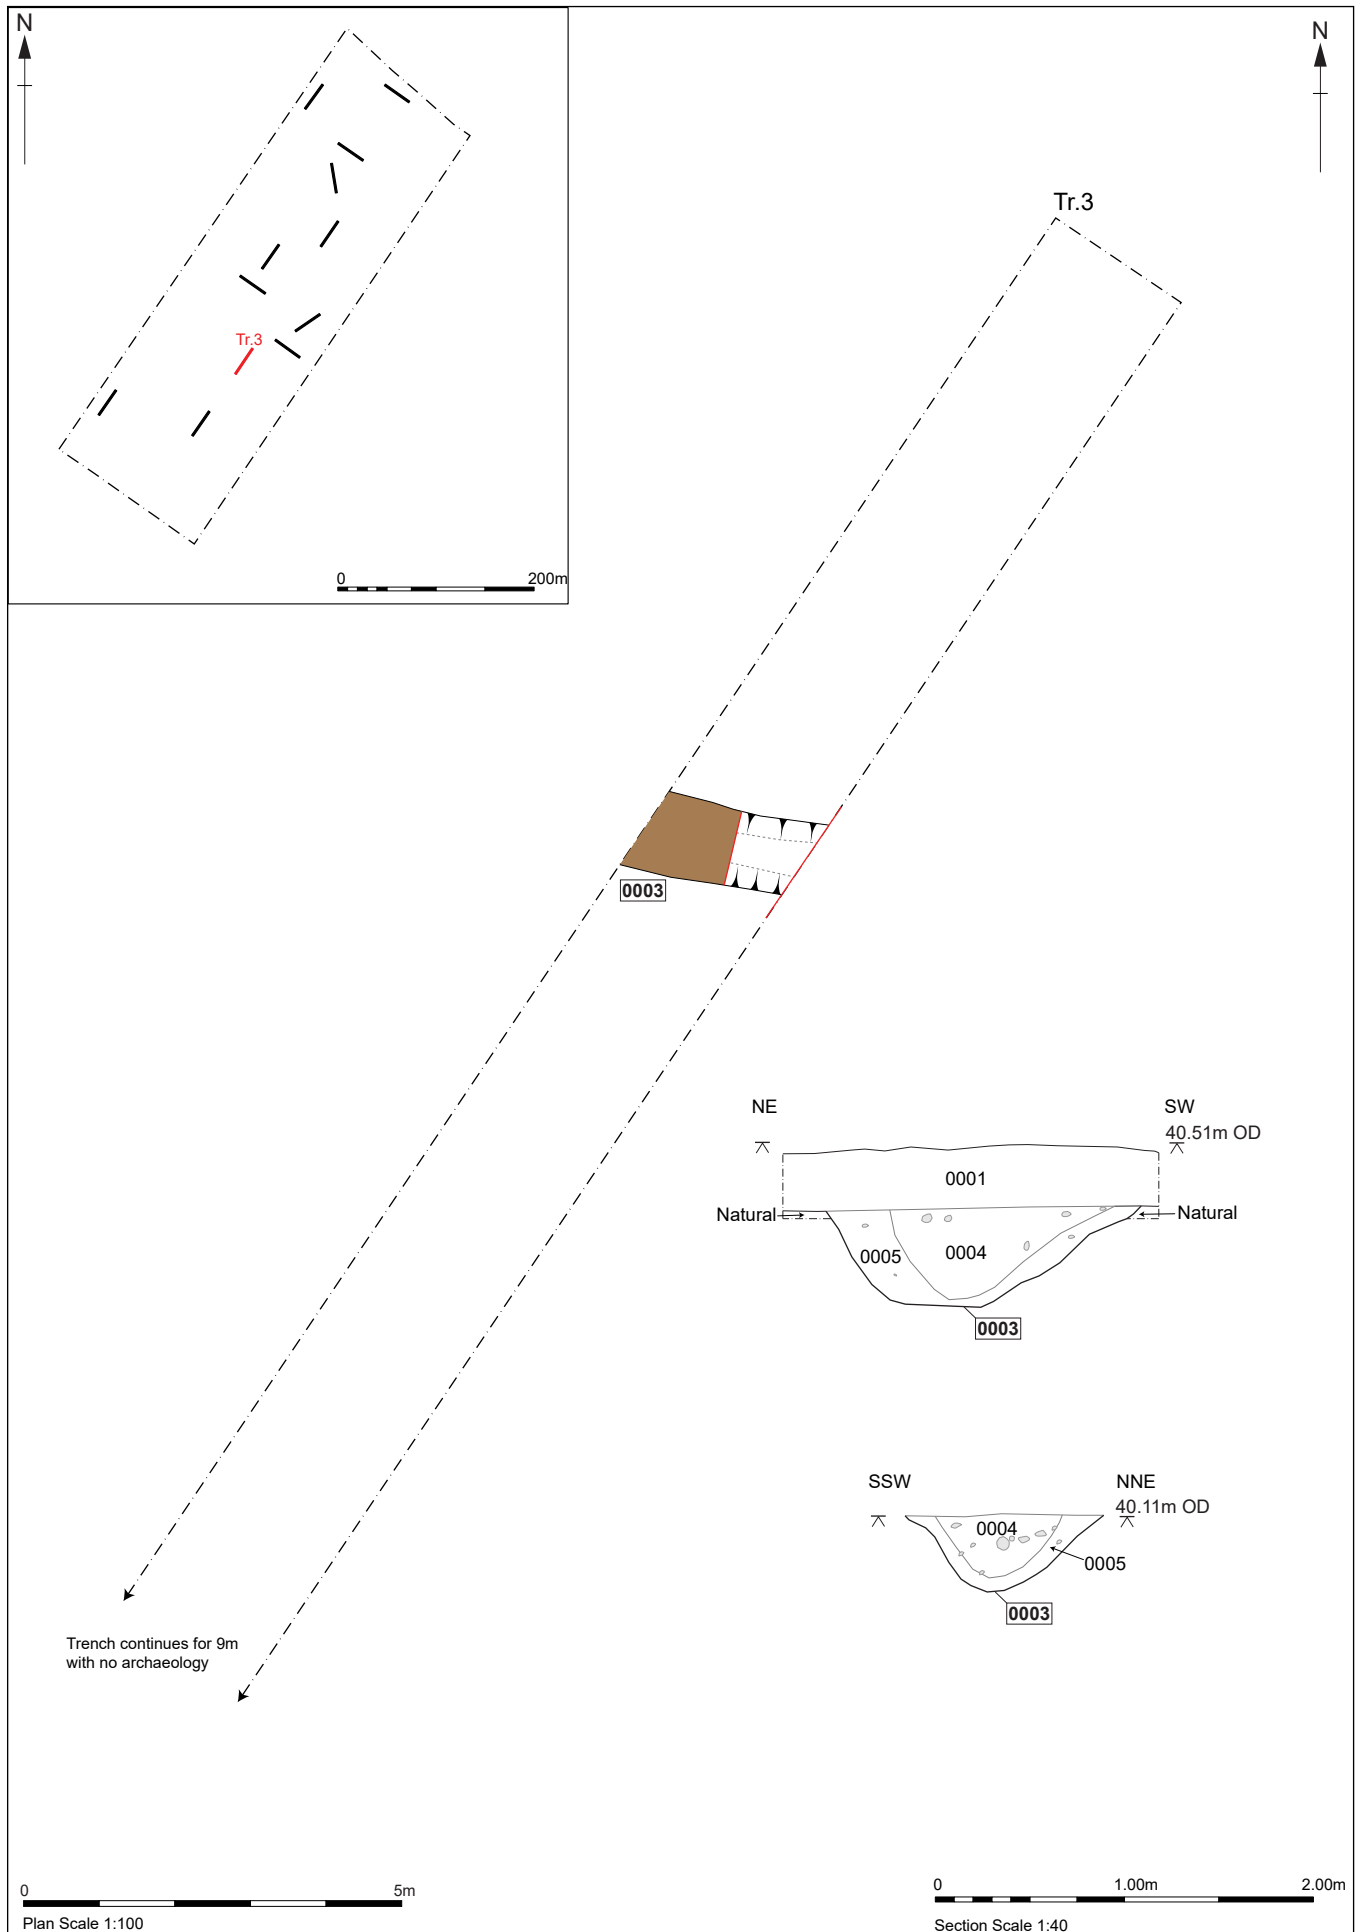 N
N
Tr.3
0
200m
Tr.3
0003
NE
SW
40.51m OD
0001
Natural
Natural
0005
0004
0003
SSW
NNE
40.11m OD
0004
0005
0003
Trench continues for 9m
with no archaeology
0
5m
Plan Scale 1:100
0
1.00m
2.00m
Section Scale 1:40